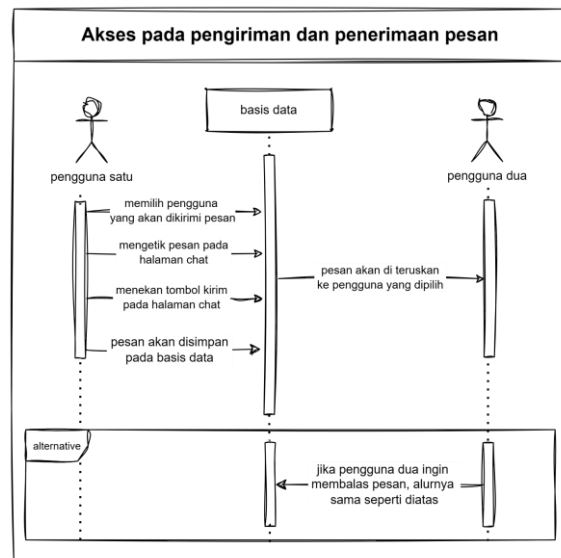 Akses pada pengiriman dan penerimaan pesan
basis data
pengguna satu
pengguna dua
memilih pengguna
yang akan dikirimi pesan
mengetik pesan pada
halaman chat
pesan akan di teruskan
ke pengguna yang dipilih
menekan tombol kirim
pada halaman chat
pesan akan disimpan
pada basis data
alternative
jika pengguna dua ingin
membalas pesan, alurnya
sama seperti diatas